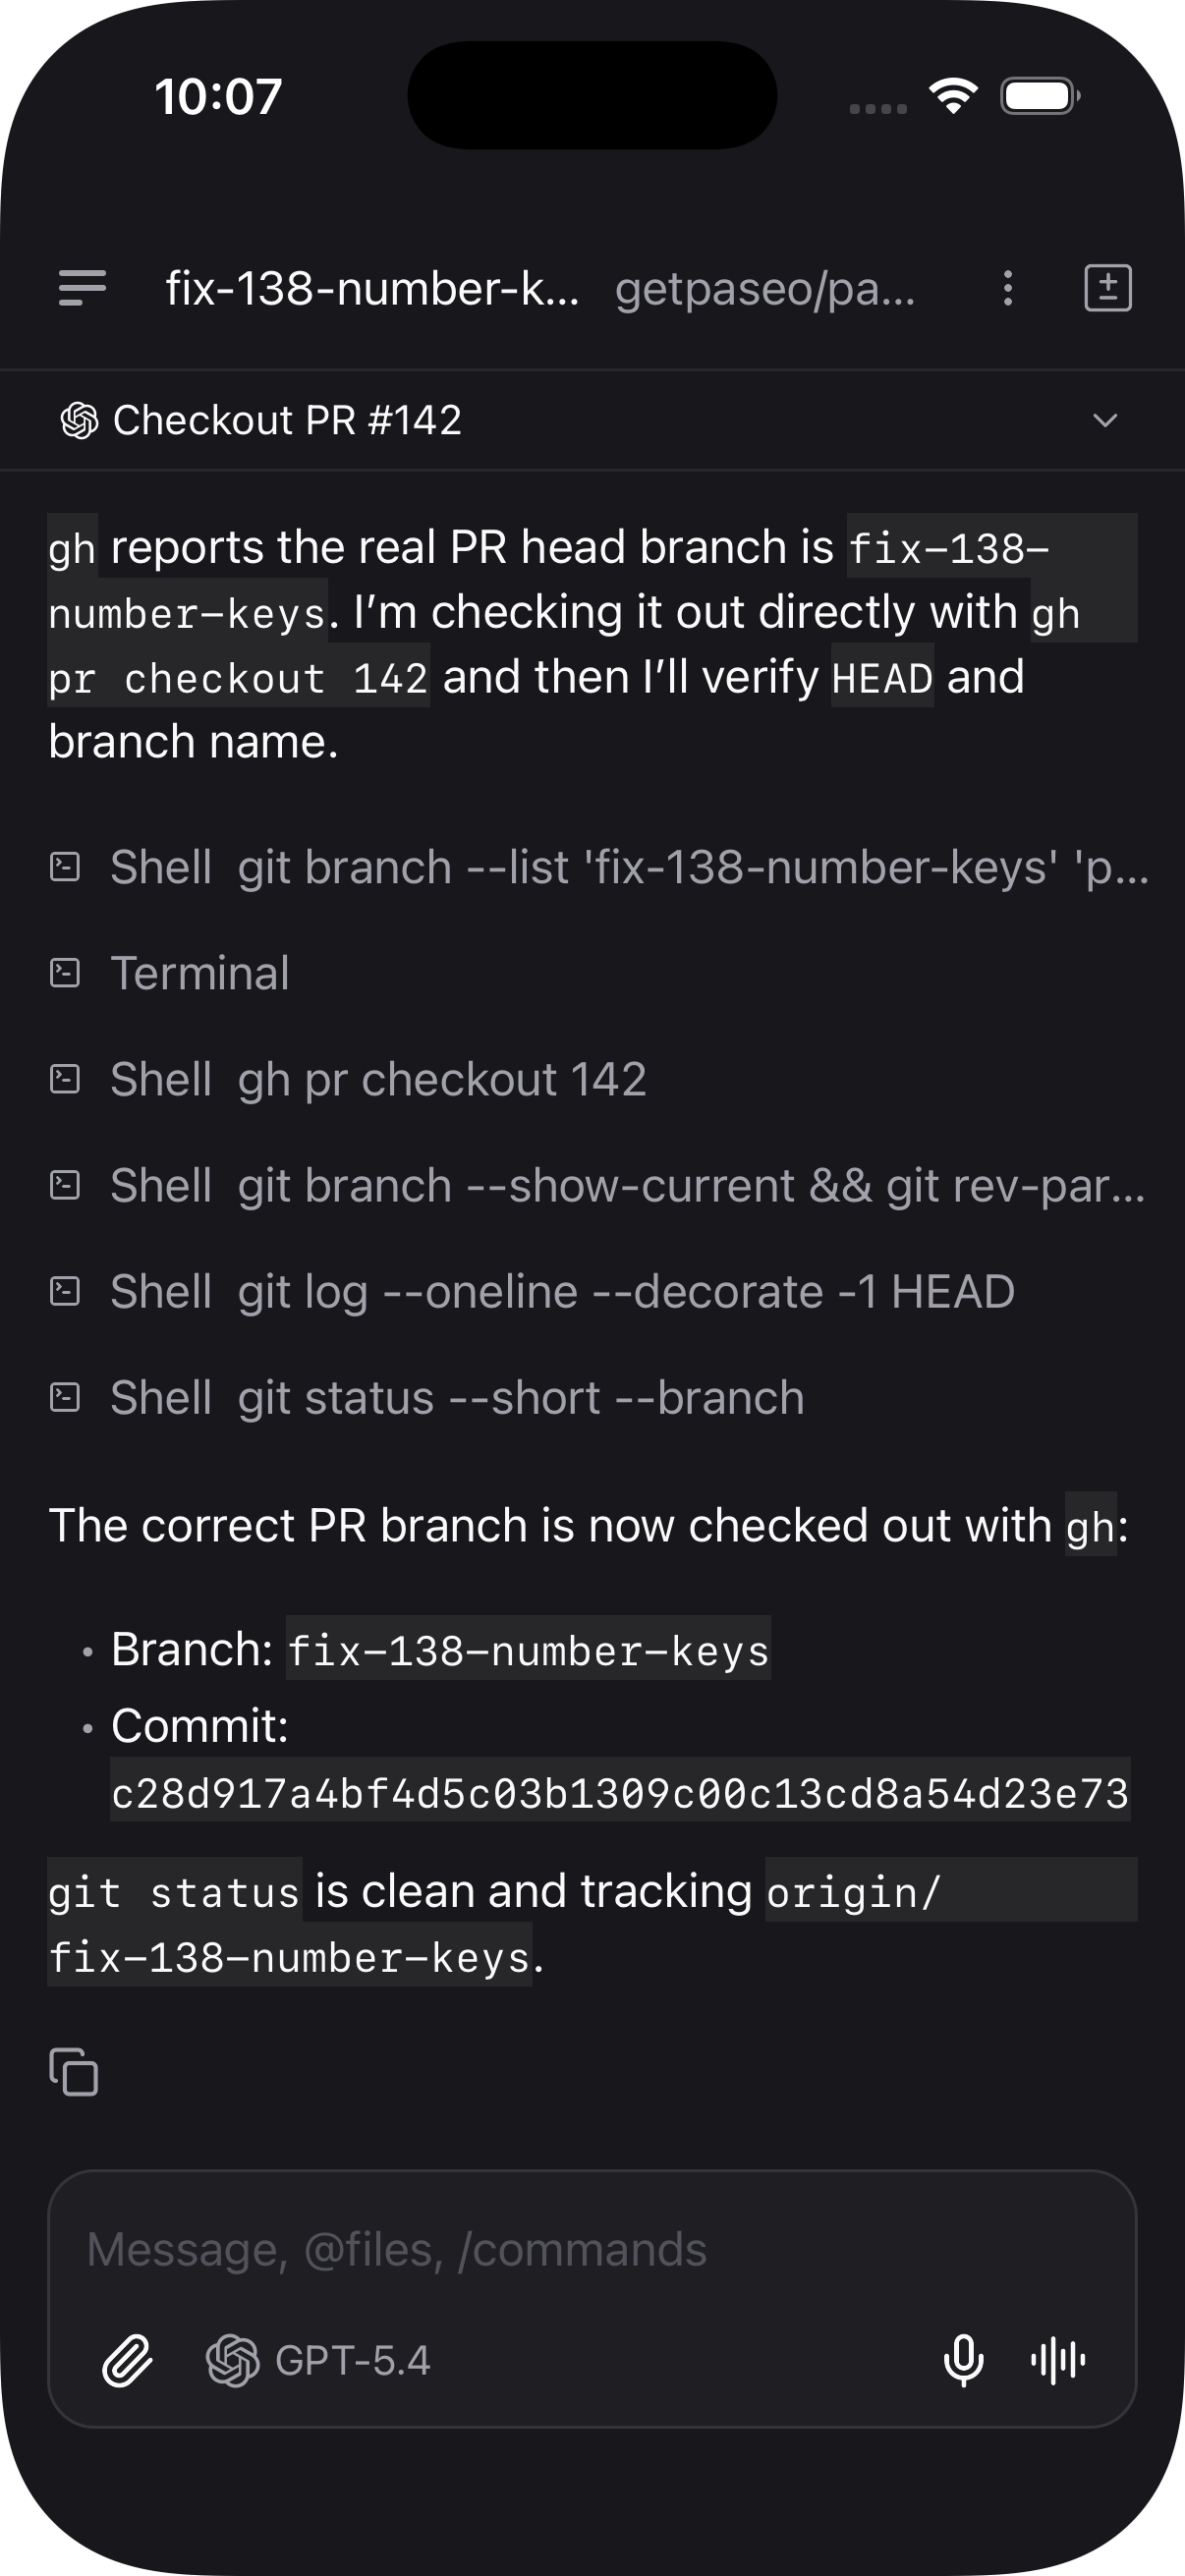 10:07
fix-138-number-k... getpaseo/pa...
Checkout PR #142
gh reports the real PR head branch is fix-138-
number-keys. I’m checking it out directly with gh
pr checkout 142 and then I’ll verify HEAD and
branch name.
Shell git branch --list 'fix-138-number-keys' 'p...
Terminal
Shell gh pr checkout 142
Shell git branch --show-current && git rev-par...
Shell git log --oneline --decorate -1 HEAD
Shell git status --short --branch
The correct PR branch is now checked out with gh:
• Branch: fix-138-number-keys
• Commit:
c28d917a4bf4d5c03b1309c00c13cd8a54d23e73
git status is clean and tracking origin/
fix-138-number-keys.
Message, @files, /commands
GPT-5.4